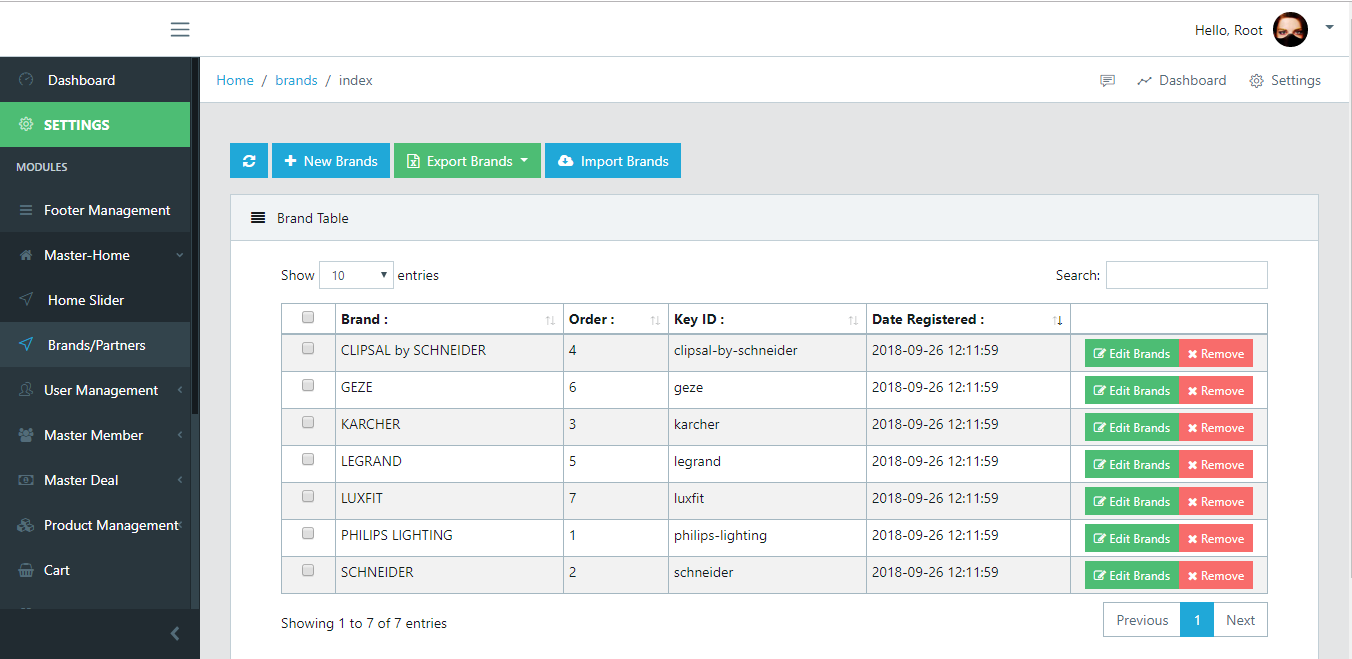 Hello, Root
Dashboard
Home / brands / index
Dashboard
Settings
SETTINGS
MODULES
Footer Management
Master-Home
Home Slider
Brands/Partners
User Management
Master Member
Master Deal
Product Management
Cart
New Brands
Export Brands
Import Brands
Brand Table
Show 10 entries
Search:
Brand : Order : Key ID : Date Registered :
CLIPSAL by SCHNEIDER 4 clipsal-by-schneider 2018-09-26 12:11:59 Edit Brands Remove
GEZE 6 geze 2018-09-26 12:11:59 Edit Brands Remove
KARCHER 3 karcher 2018-09-26 12:11:59 Edit Brands Remove
LEGRAND 5 legrand 2018-09-26 12:11:59 Edit Brands Remove
LUXFIT 7 luxfit 2018-09-26 12:11:59 Edit Brands Remove
PHILIPS LIGHTING 1 philips-lighting 2018-09-26 12:11:59 Edit Brands Remove
SCHNEIDER 2 schneider 2018-09-26 12:11:59 Edit Brands Remove
Showing 1 to 7 of 7 entries
Previous 1 Next